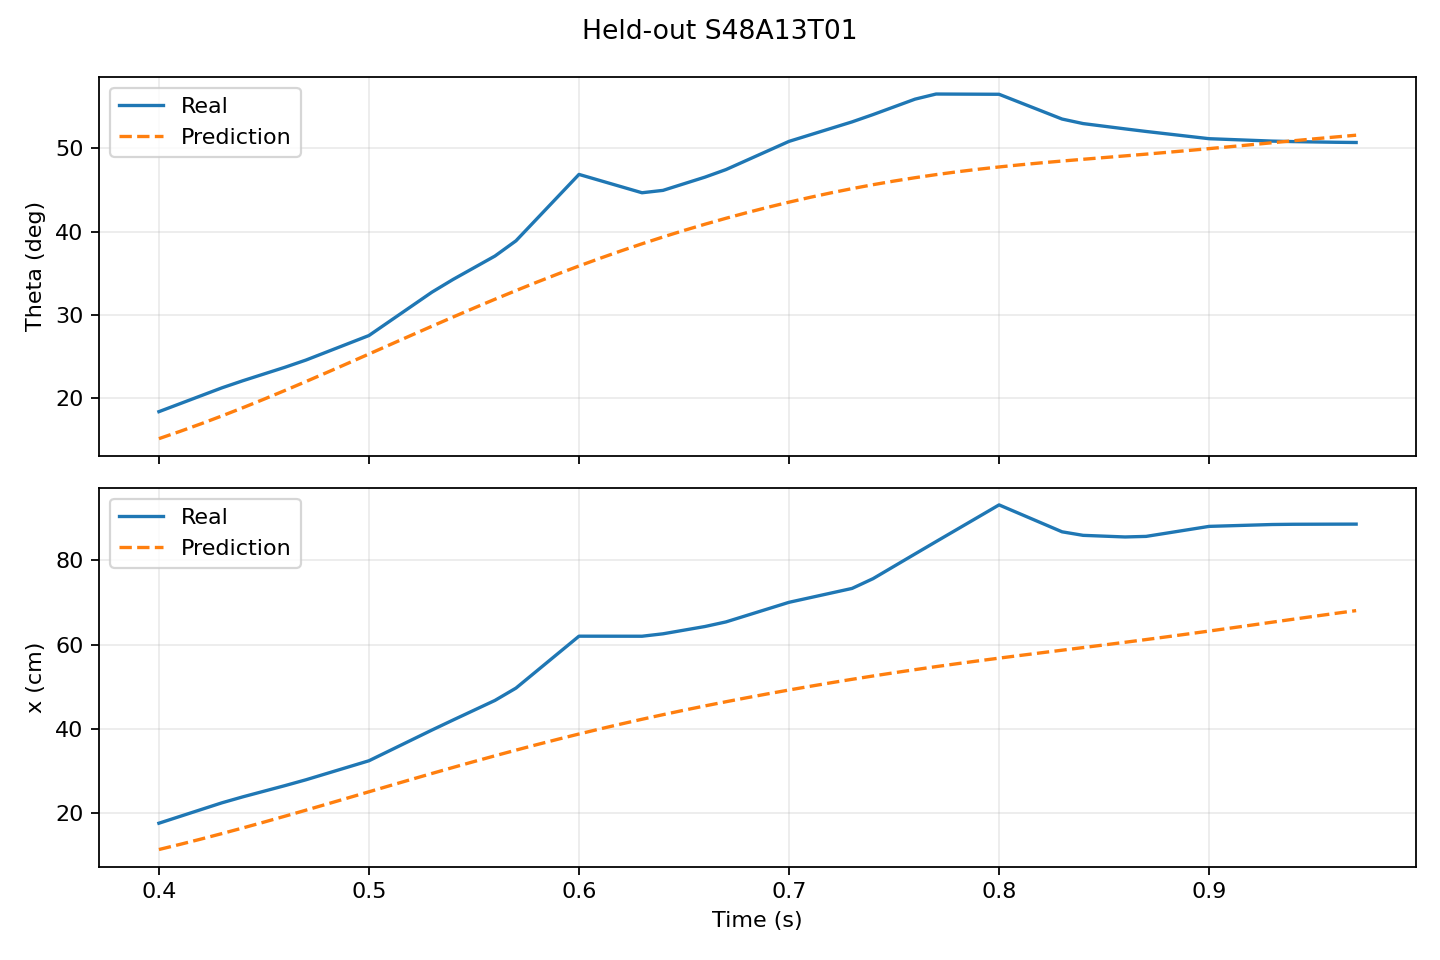 Held-out S48A13T01
Real
Prediction
Theta (deg)
50
40
30
20
Real
Prediction
x (cm)
80
60
40
20
0.4 0.5 0.6 0.7 0.8 0.9
Time (s)